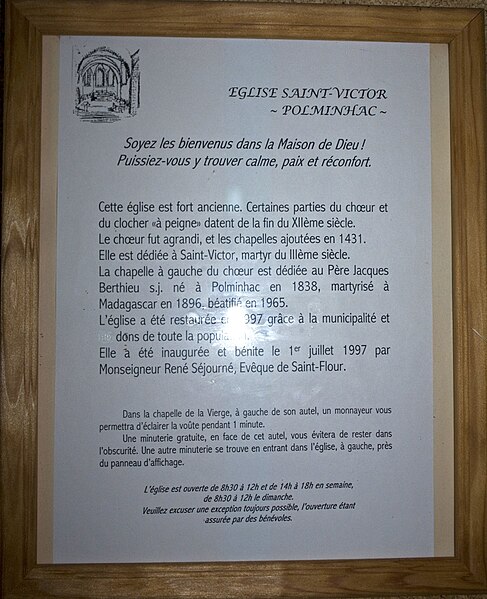 EGLISE SAINT-VICTOR
~ POLMINHAC ~
Soyez les bienvenus dans la Maison de Dieu !
Puissiez-vous y trouver calme, paix et réconfort.
Cette église est fort ancienne. Certaines parties du chœur et
du clocher «à peigne» datent de la fin du XIIème siècle.
Le chœur fut agrandi, et les chapelles ajoutées en 1431.
Elle est dédiée à Saint-Victor, martyr du IIIème siècle.
La chapelle à gauche du chœur est dédiée au Père Jacques
Berthieu s.j. né à Polminhac en 1838, martyrisé à
Madagascar en 1896, béatifié en 1965.
L'église a été restaurée en 1997 grâce à la municipalité et
dons de toute la
Elle a été inaugurée et bénite le 1er juillet 1997 par
Monseigneur René Séjourné, Evêque de Saint-Flour.
Dans la chapelle de la Vierge, à gauche de son autel, un monnayeur vous
permettra d'éclairer la voûte pendant 1 minute.
Une minuterie gratuite, en face de cet autel, vous évitera de rester dans
l'obscurité. Une autre minuterie se trouve en entrant dans l'église, à gauche, près
du panneau d'affichage.
L'église est ouverte de 8h30 à 12h et de 14h à 18h en semaine,
de 8h30 à 12h le dimanche.
Veuillez excuser une exception toujours possible, l'ouverture étant
assurée par des bénévoles.